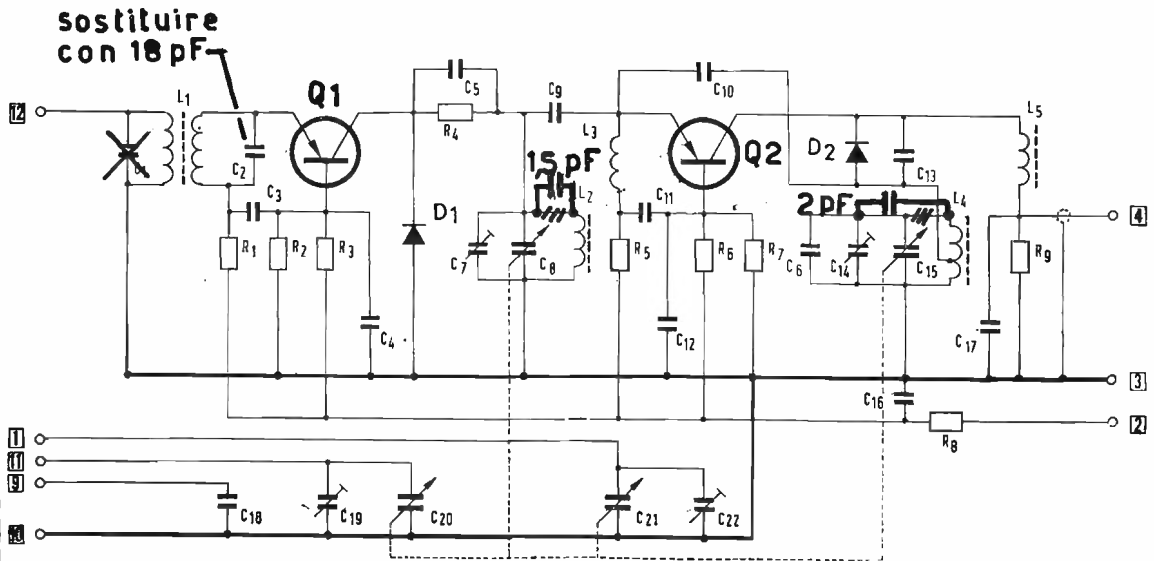 sostituire
con 18 pF
12
L1
C2
Q1
C5
R4
C9
L3
C10
Q2
D2
C13
L5
15 pF
L2
C3
C11
2 pF
L4
4
R1
R2
R3
D1
C7
C8
R5
R6
R7
C6
C14
C15
R9
C4
C12
C17
3
C16
2
R8
1
11
9
10
C18
C19
C20
C21
C22